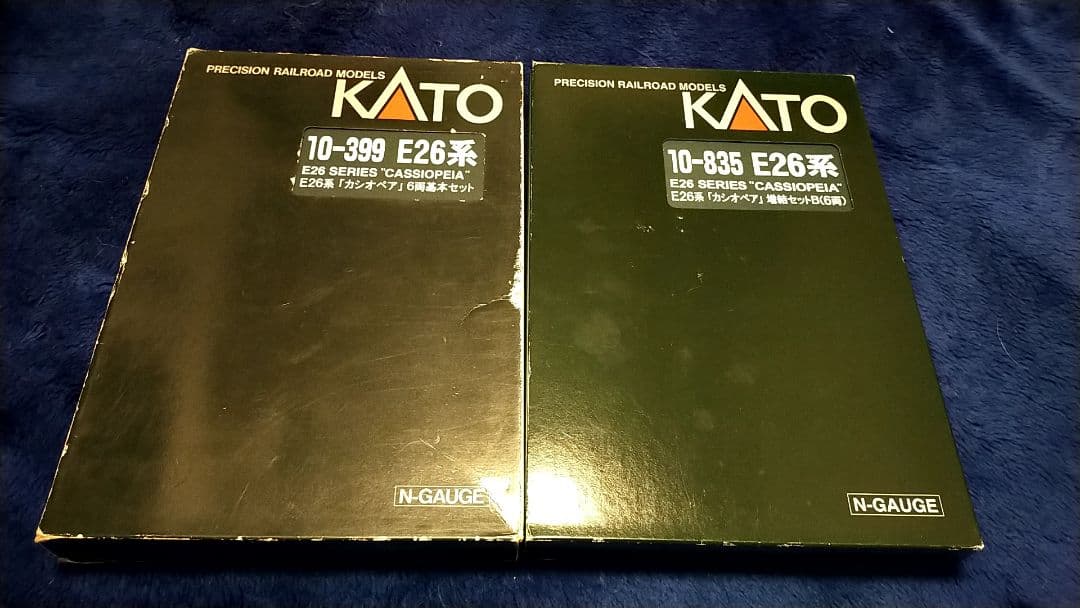 PRECISION RAILROAD MODELS
KATO
10-399 E26系
E26 SERIES "CASSIOPEIA"
E26系「カシオペア」6両基本セット
N-GAUGE
PRECISION RAILROAD MODELS
KATO
10-835 E26系
E26 SERIES "CASSIOPEIA"
E26系「カシオペア」増結セットB(6両)
N-GAUGE